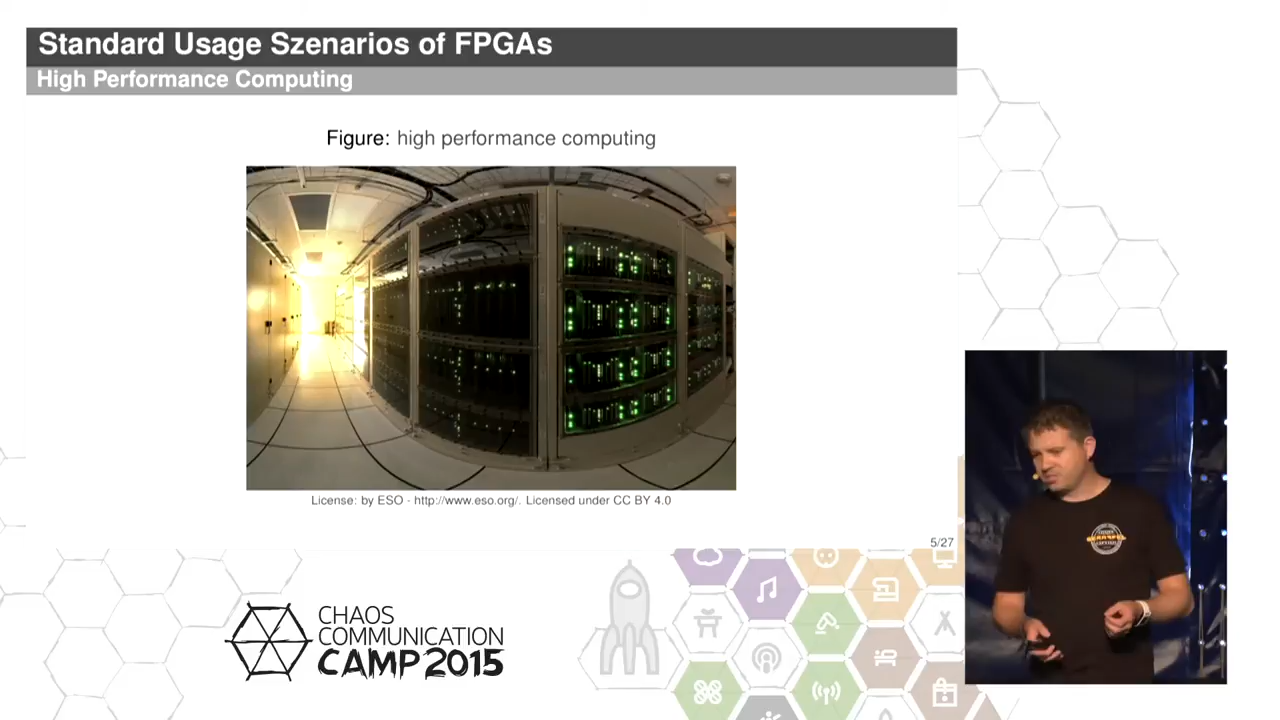 Standard Usage Szenarios of FPGAs
High Performance Computing
Figure: high performance computing
License: by ESO - http://www.eso.org/. Licensed under CC BY 4.0
5/27
CHAOS
COMMUNICATION
CAMP 2015